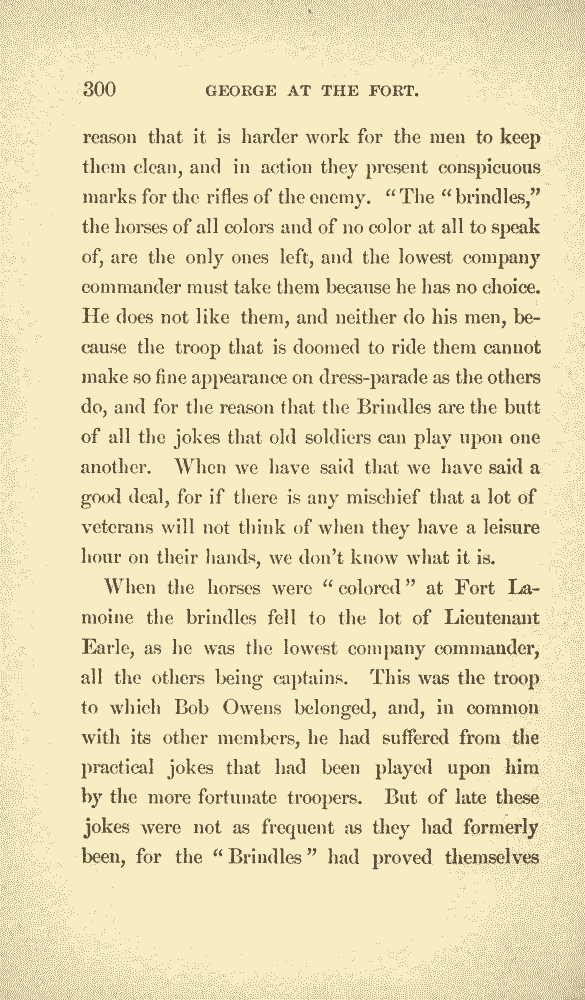 300 GEORGE AT THE FORT.
reason that it is harder work for the men to keep
them clean, and in action they present conspicuous
marks for the rifles of the enemy. “The “brindles,”
the horses of all colors and of no color at all to speak
of, are the only ones left, and the lowest company
commander must take them because he has no choice.
He does not like them, and neither do his men, be-
cause the troop that is doomed to ride them cannot
make so fine appearance on dress-parade as the others
do, and for the reason that the Brindles are the butt
of all the jokes that old soldiers can play upon one
another. When we have said that we have said a
good deal, for if there is any mischief that a lot of
veterans will not think of when they have a leisure
hour on their hands, we don’t know what it is.
When the horses were “colored” at Fort La-
moine the brindles fell to the lot of Lieutenant
Earle, as he was the lowest company commander,
all the others being captains. This was the troop
to which Bob Owens belonged, and, in common
with its other members, he had suffered from the
practical jokes that had been played upon him
by the more fortunate troopers. But of late these
jokes were not as frequent as they had formerly
been, for the “Brindles” had proved themselves